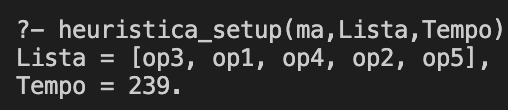 ?- heuristica_setup(ma,Lista,Tempo)
Lista = [op3, op1, op4, op2, op5],
Tempo = 239.